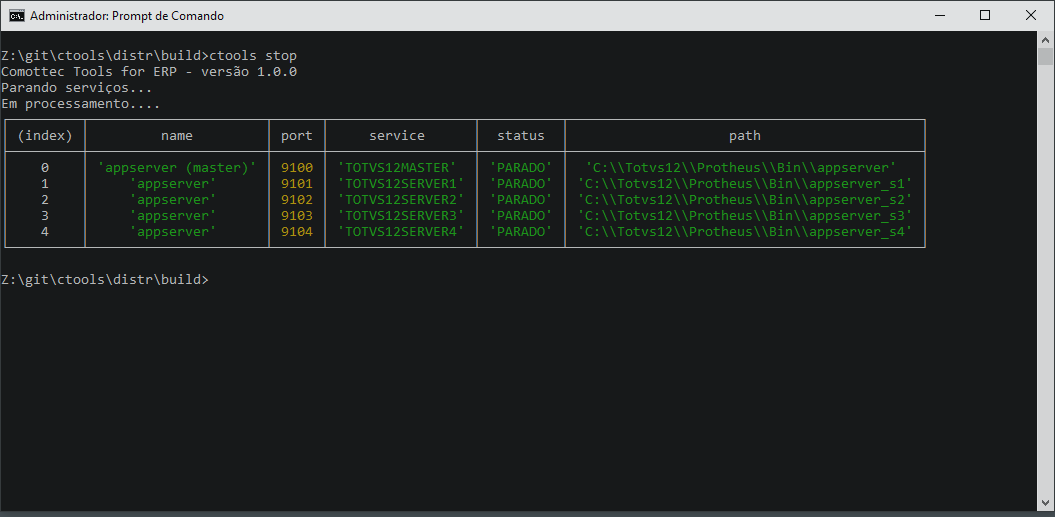 Administrador: Prompt de Comando
Z:\git\ctools\distr\build>ctools stop
Comottec Tools for ERP - versão 1.0.0
Parando serviços...
Em processamento....
(index) name port service status path
0 'appserver (master)' 9100 'TOTVS12MASTER' 'PARADO' 'C:\\Totvs12\\Protheus\\Bin\\appserver'
1 'appserver' 9101 'TOTVS12SERVER1' 'PARADO' 'C:\\Totvs12\\Protheus\\Bin\\appserver_s1'
2 'appserver' 9102 'TOTVS12SERVER2' 'PARADO' 'C:\\Totvs12\\Protheus\\Bin\\appserver_s2'
3 'appserver' 9103 'TOTVS12SERVER3' 'PARADO' 'C:\\Totvs12\\Protheus\\Bin\\appserver_s3'
4 'appserver' 9104 'TOTVS12SERVER4' 'PARADO' 'C:\\Totvs12\\Protheus\\Bin\\appserver_s4'
Z:\git\ctools\distr\build>